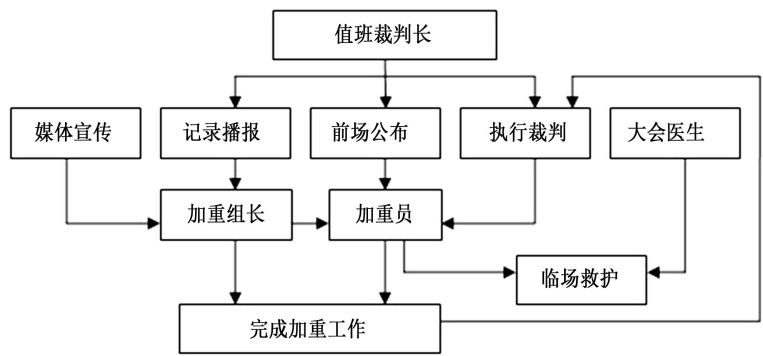 值班裁判长
媒体宣传
记录播报
前场公布
执行裁判
大会医生
加重组长
加重员
临场救护
完成加重工作